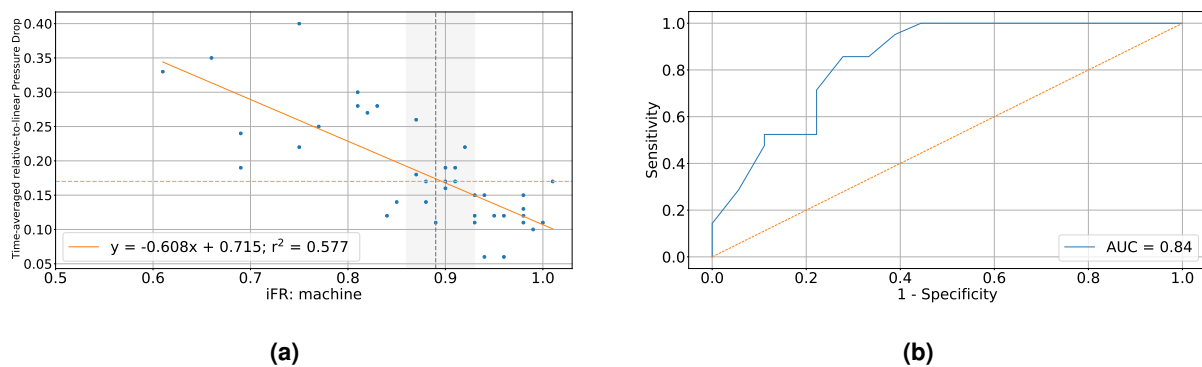 Time-averaged relative-to-linear Pressure Drop
0.40
0.35
0.30
0.25
0.20
0.15
0.10
0.05
y = -0.608x + 0.715; r² = 0.577
0.5 0.6 0.7 0.8 0.9 1.0
iFR: machine
(a)
Sensitivity
1.0
0.8
0.6
0.4
0.2
0.0
AUC = 0.84
0.0 0.2 0.4 0.6 0.8 1.0
1 - Specificity
(b)